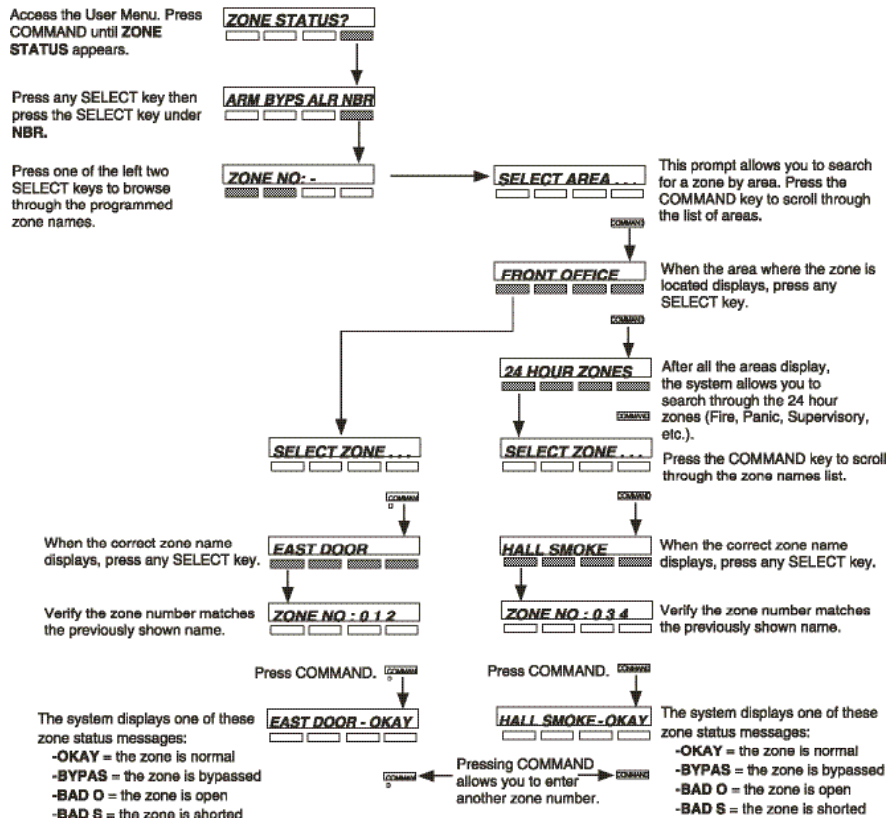 Access the User Menu. Press
COMMAND until ZONE
STATUS appears.
ZONE STATUS?
Press any SELECT key then
press the SELECT key under
NBR.
ARM BYPS ALR NBR
Press one of the left two
SELECT keys to browse
through the programmed
zone names.
ZONE NO: -
SELECT AREA . . .
This prompt allows you to search
for a zone by area. Press the
COMMAND key to scroll through
the list of areas.
COMMAND
FRONT OFFICE
When the area where the zone is
located displays, press any
SELECT key.
COMMAND
24 HOUR ZONES
After all the areas display,
the system allows you to
search through the 24 hour
zones (Fire, Panic, Supervisory,
etc.).
COMMAND
SELECT ZONE . . .
SELECT ZONE . . .
Press the COMMAND key to scroll
through the zone names list.
COMMAND
When the correct zone name
displays, press any SELECT key.
EAST DOOR
HALL SMOKE
When the correct zone name
displays, press any SELECT key.
Verify the zone number matches
the previously shown name.
ZONE NO : 0 1 2
ZONE NO : 0 3 4
Verify the zone number matches
the previously shown name.
Press COMMAND.
Press COMMAND.
COMMAND
The system displays one of these
zone status messages:
-OKAY = the zone is normal
-BYPAS = the zone is bypassed
-BAD O = the zone is open
-BAD S = the zone is shorted
EAST DOOR - OKAY
HALL SMOKE-OKAY
The system displays one of these
zone status messages:
-OKAY = the zone is normal
-BYPAS = the zone is bypassed
-BAD O = the zone is open
-BAD S = the zone is shorted
Pressing COMMAND
allows you to enter
another zone number.
COMMAND